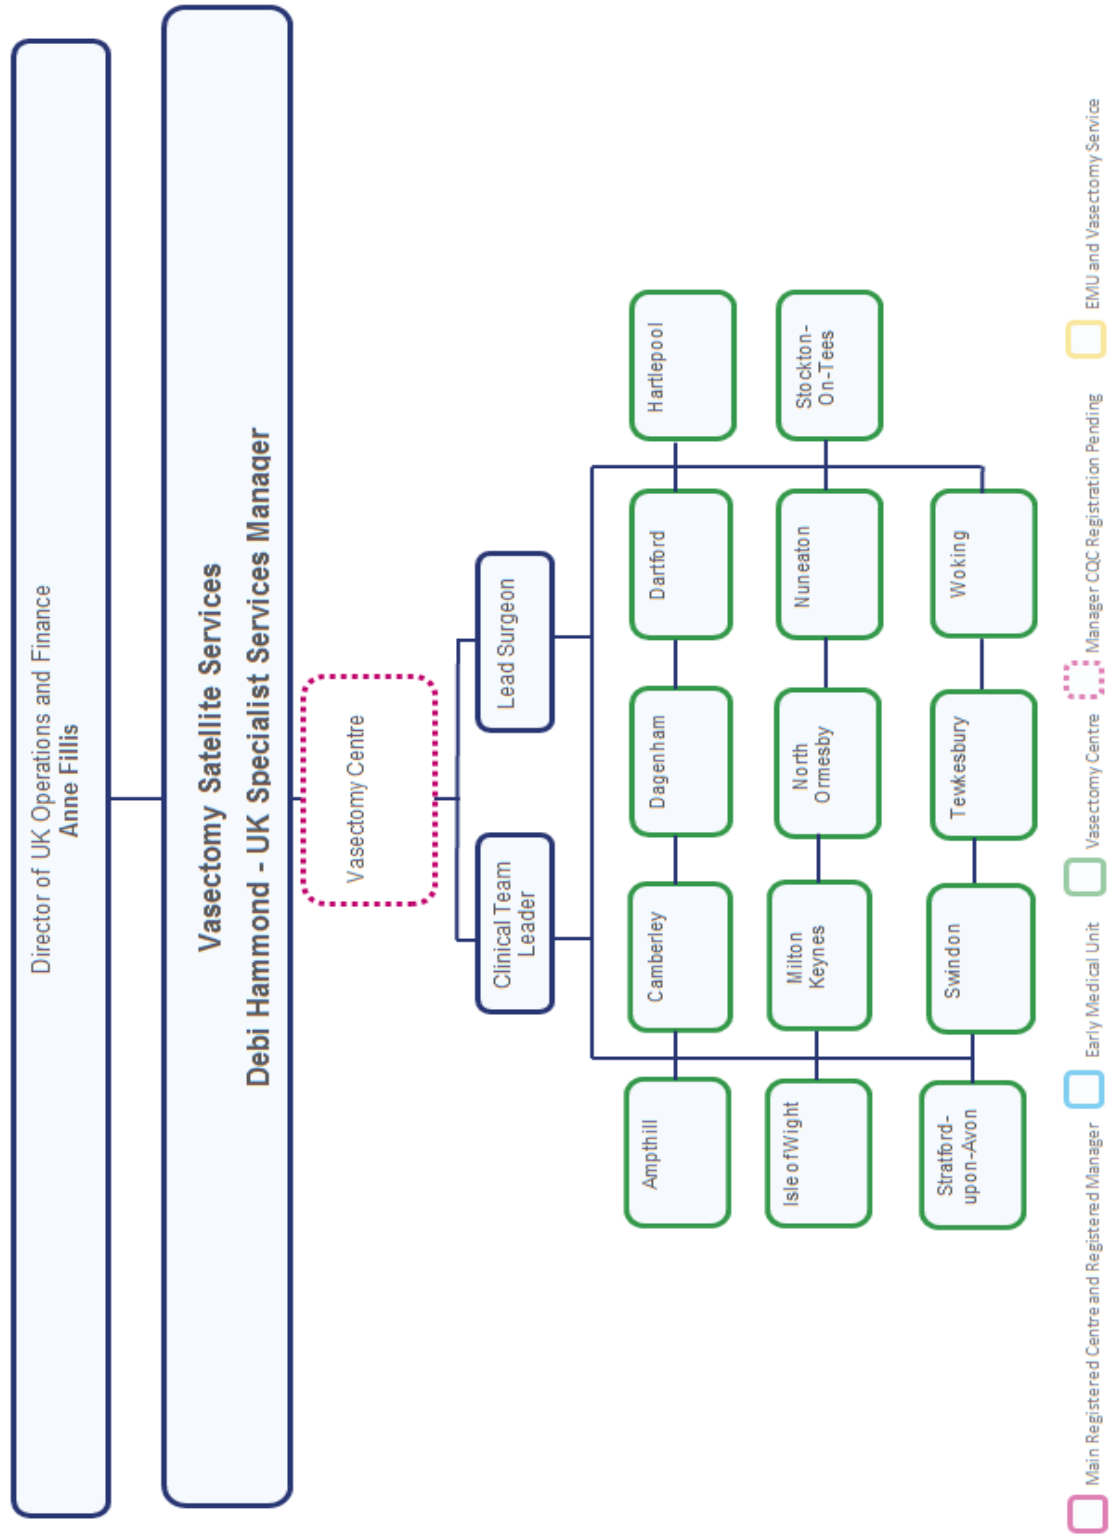 Director of UK Operations and Finance
Anne Fillis
Vasectomy Satellite Services
Debi Hammond - UK Specialist Services Manager
Vasectomy Centre
Clinical Team
Leader
Lead Surgeon
Ampthill
Camberley
Dagenham
Dartford
Hartlepool
Isle of Wight
Milton
Keynes
North
Ormesby
Nuneaton
Stockton-
On-Tees
Stratford-
upon-Avon
Swindon
Tewkesbury
Woking
Main Registered Centre and Registered Manager
Early Medical Unit
Vasectomy Centre
Manager CQC Registration Pending
EMU and Vasectomy Service